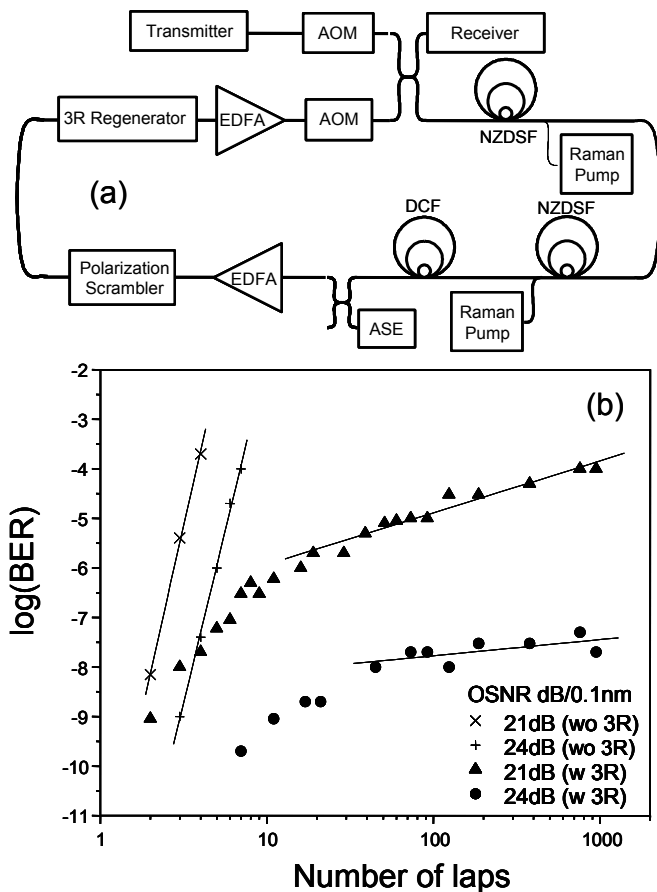 Transmitter
AOM
Receiver
3R Regenerator
EDFA
AOM
NZDSF
Raman
Pump
(a)
DCF
NZDSF
Polarization
Scrambler
EDFA
ASE
Raman
Pump
(b)
log(BER)
-2
-3
-4
-5
-6
-7
-8
-9
-10
-11
OSNR dB/0.1nm
21dB (wo 3R)
24dB (wo 3R)
21dB (w 3R)
24dB (w 3R)
1 10 100 1000
Number of laps